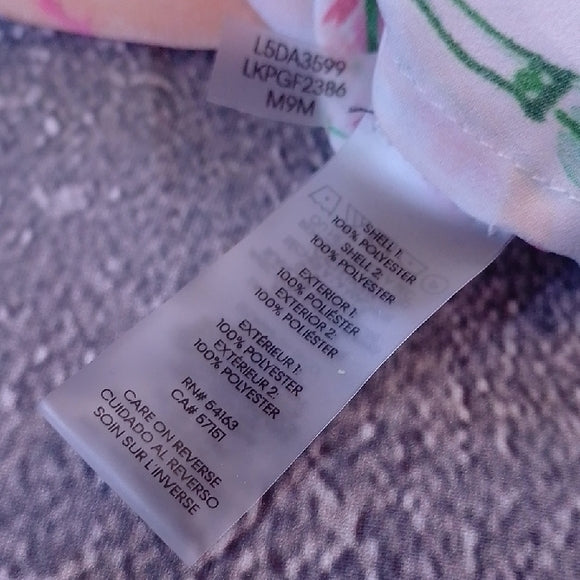 L5DA3599
LKPGF2386
M9M
SHELL 1:
100% POLYESTER
SHELL 2:
100% POLYESTER
EXTERIOR 1:
100% POLIÉSTER
EXTERIOR 2:
100% POLIÉSTER
EXTÉRIEUR 1:
100% POLYESTER
EXTÉRIEUR 2:
100% POLYESTER
RN# 54163
CA# 57151
CARE ON REVERSE
CUIDADO AL REVERSO
SOIN SUR L'INVERSE